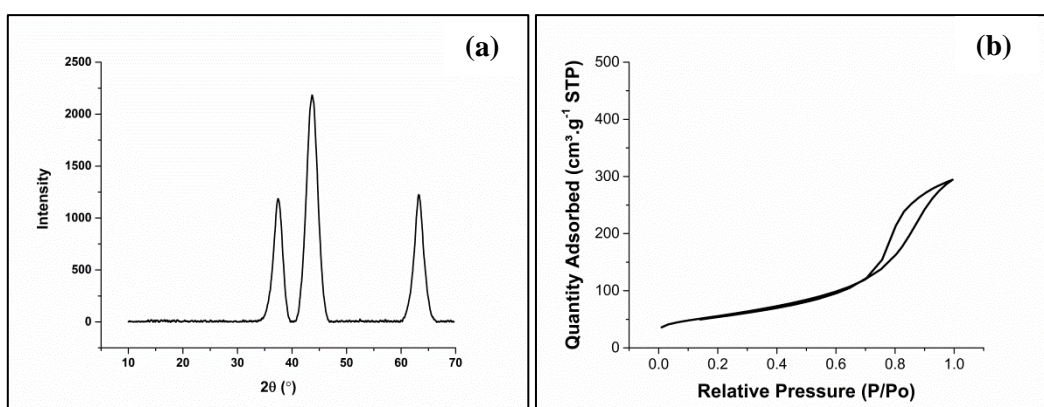 (a)
2500
2000
1500
1000
500
0
Intensity
10 20 30 40 50 60 70
2θ (°)
(b)
500
400
300
200
100
0
Quantity Adsorbed (cm³.g⁻¹ STP)
0.0 0.2 0.4 0.6 0.8 1.0
Relative Pressure (P/Po)